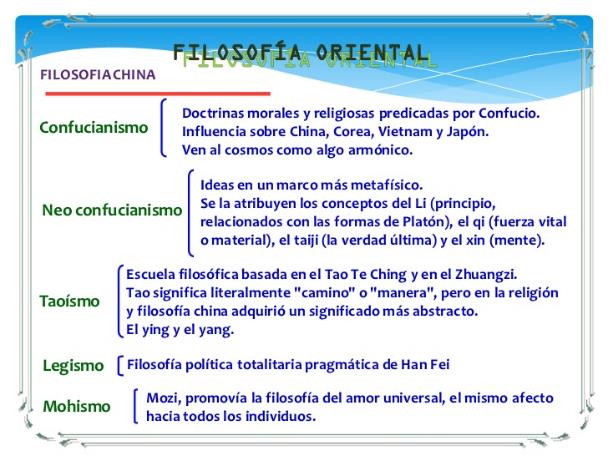 FILOSOFÍA ORIENTAL
FILOSOFIA CHINA
Confucianismo
Doctrinas morales y religiosas predicadas por Confucio.
Influencia sobre China, Corea, Vietnam y Japón.
Ven al cosmos como algo armónico.
Neo confucianismo
Ideas en un marco más metafísico.
Se la atribuyen los conceptos del Li (principio,
relacionados con las formas de Platón), el qi (fuerza vital
o material), el taiji (la verdad última) y el xin (mente).
Taoísmo
Escuela filosófica basada en el Tao Te Ching y en el Zhuangzi.
Tao significa literalmente "camino" o "manera", pero en la religión
y filosofía china adquirió un significado más abstracto.
El ying y el yang.
Legismo
Filosofía política totalitaria pragmática de Han Fei
Mohismo
Mozi, promovía la filosofía del amor universal, el mismo afecto
hacia todos los individuos.